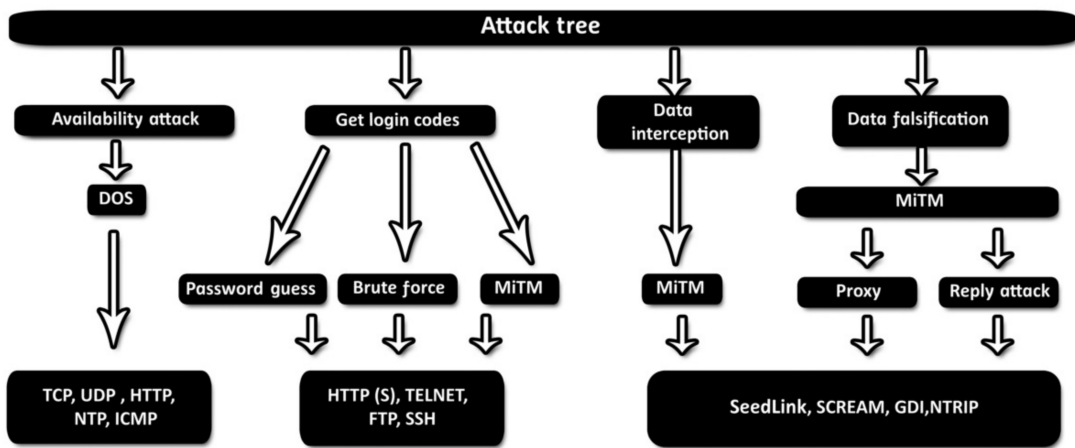 Attack tree
Availability attack
Get login codes
Data
interception
Data falsification
DOS
MiTM
Password guess
Brute force
MiTM
MiTM
Proxy
Reply attack
TCP, UDP , HTTP,
NTP, ICMP
HTTP (S), TELNET,
FTP, SSH
SeedLink, SCREAM, GDI,NTRIP